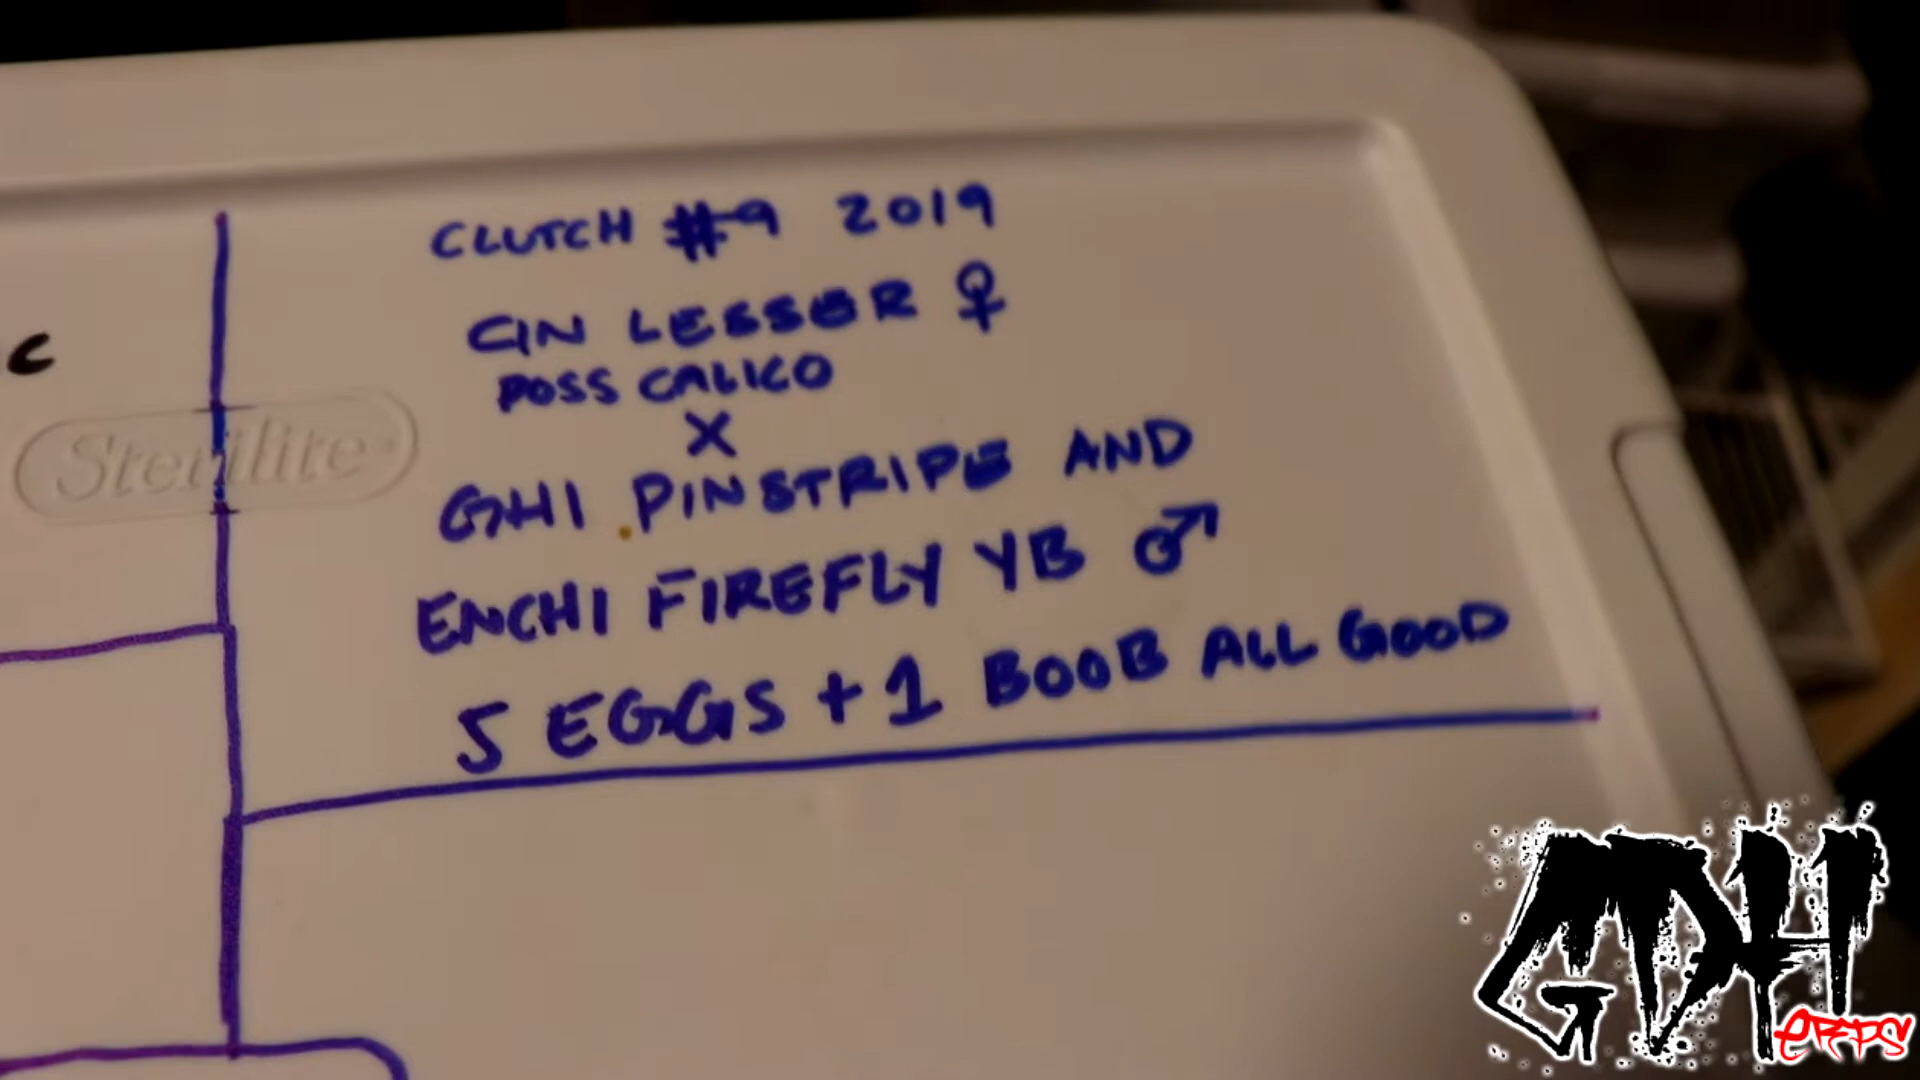 CLUTCH #9 2019
GIN LESSER ♀
POSS CALICO
X
GHI PINSTRIPE AND
ENCHI FIREFLY YB ♂
5 EGGS + 1 BOOB ALL GOOD
C
Sterilite
GDH
ERPS